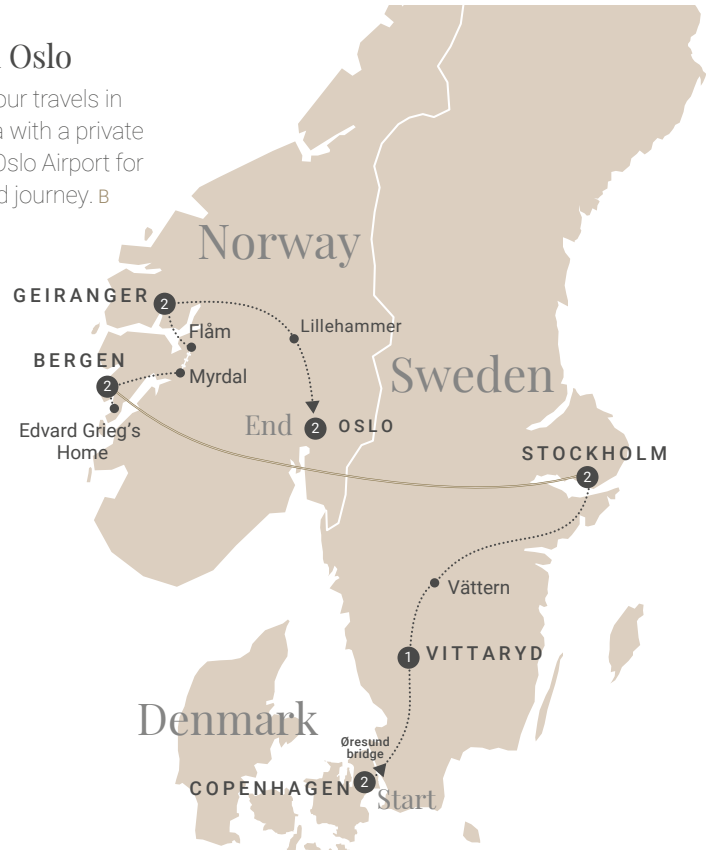 Oslo
our travels in
with a private
Oslo Airport for
journey. B
Norway
GEIRANGER 2
Flåm
Lillehammer
BERGEN
2
Myrdal
Sweden
Edvard Grieg's
Home
End 2 OSLO
STOCKHOLM
2
Vättern
1 VITTARYD
Denmark
Øresund
bridge
COPENHAGEN 2
Start